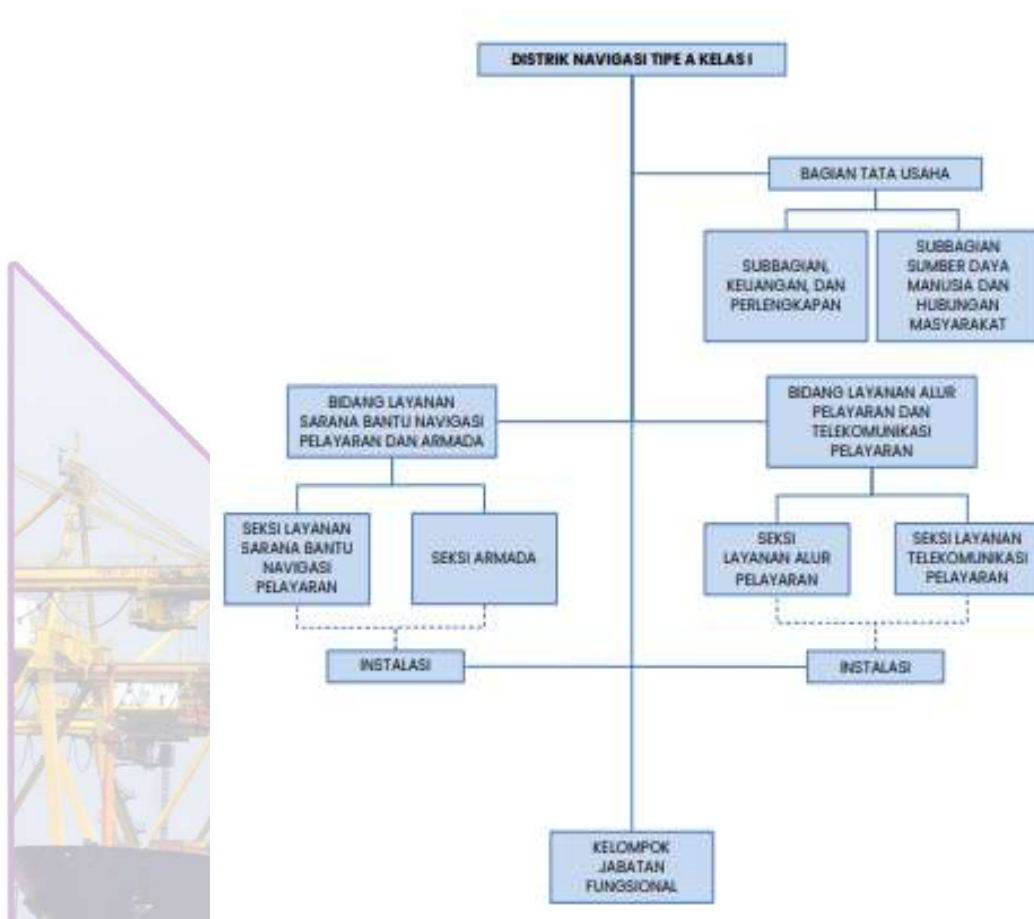 DISTRIK NAVIGASI TIPE A KELAS I
BAGIAN TATA USAHA
SUBBAGIAN,
KEUANGAN, DAN
PERLENGKAPAN
SUBBAGIAN
SUMBER DAYA
MANUSIA DAN
HUBUNGAN
MASYARAKAT
BIDANG LAYANAN
SARANA BANTU NAVIGASI
PELAYARAN DAN ARMADA
BIDANG LAYANAN ALUR
PELAYARAN DAN
TELEKOMUNIKASI
PELAYARAN
SEKSI LAYANAN
SARANA BANTU
NAVIGASI
PELAYARAN
SEKSI ARMADA
SEKSI
LAYANAN ALUR
PELAYARAN
SEKSI LAYANAN
TELEKOMUNIKASI
PELAYARAN
INSTALASI
INSTALASI
KELOMPOK
JABATAN
FUNGSIONAL